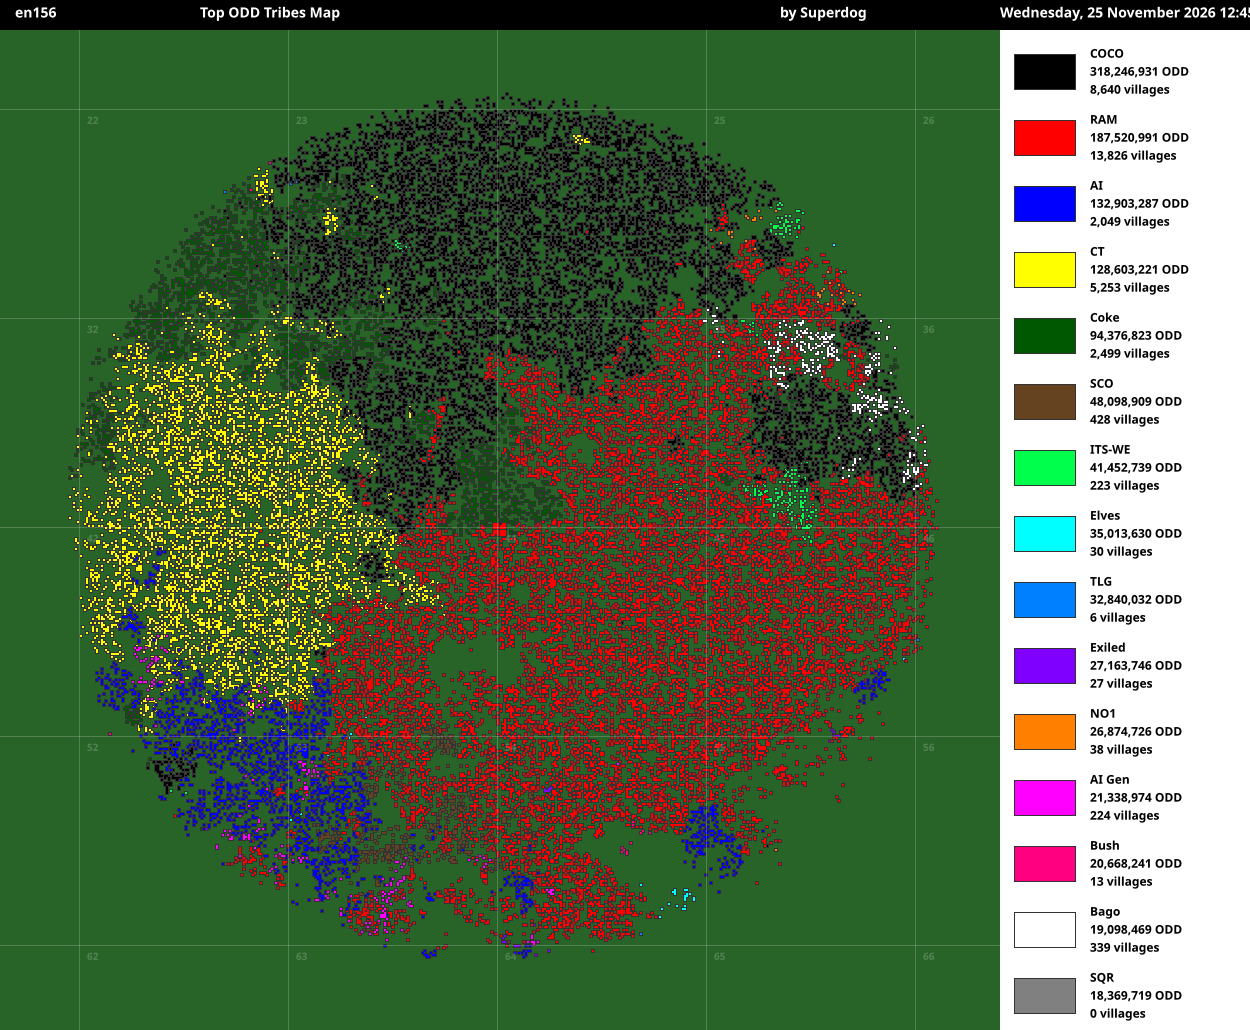 en156
Top ODD Tribes Map
by Superdog
Wednesday, 25 November 2026 12:45
COCO
318,246,931 ODD
8,640 villages
RAM
187,520,991 ODD
13,826 villages
AI
132,903,287 ODD
2,049 villages
CT
128,603,221 ODD
5,253 villages
Coke
94,376,823 ODD
2,499 villages
SCO
48,098,909 ODD
428 villages
ITS-WE
41,452,739 ODD
223 villages
Elves
35,013,630 ODD
30 villages
TLG
32,840,032 ODD
6 villages
Exiled
27,163,746 ODD
27 villages
NO1
26,874,726 ODD
38 villages
AI Gen
21,338,974 ODD
224 villages
Bush
20,668,241 ODD
13 villages
Bago
19,098,469 ODD
339 villages
SQR
18,369,719 ODD
0 villages
22
23
25
26
32
36
46
52
56
62
63
64
65
66